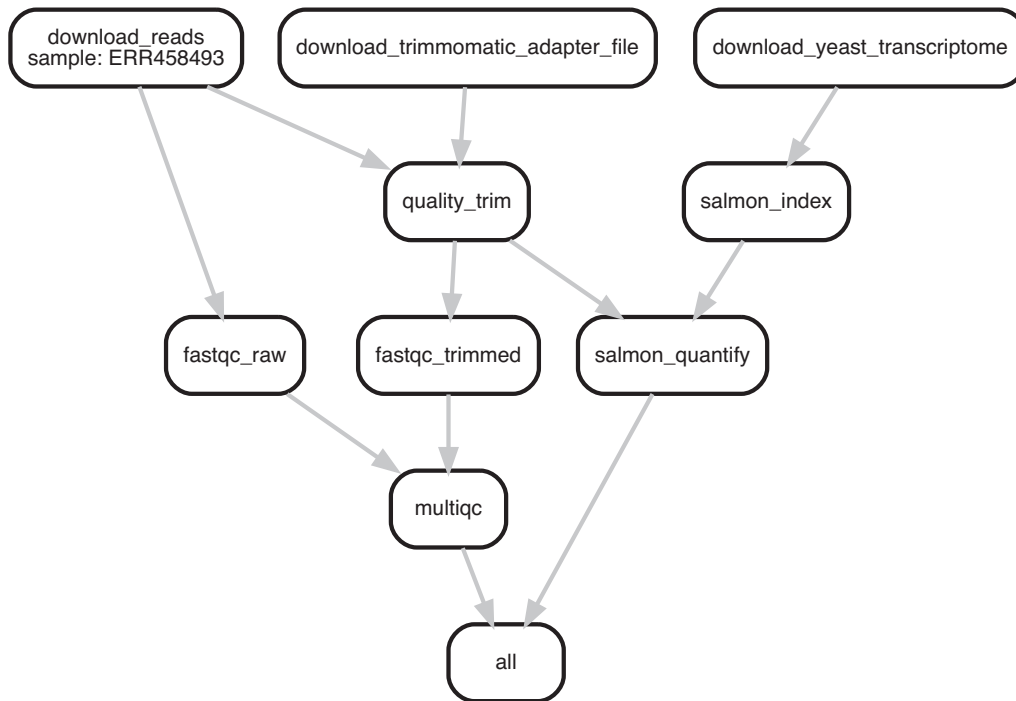 download_reads
sample: ERR458493
download_trimmomatic_adapter_file
download_yeast_transcriptome
quality_trim
salmon_index
fastqc_raw
fastqc_trimmed
salmon_quantify
multiqc
all